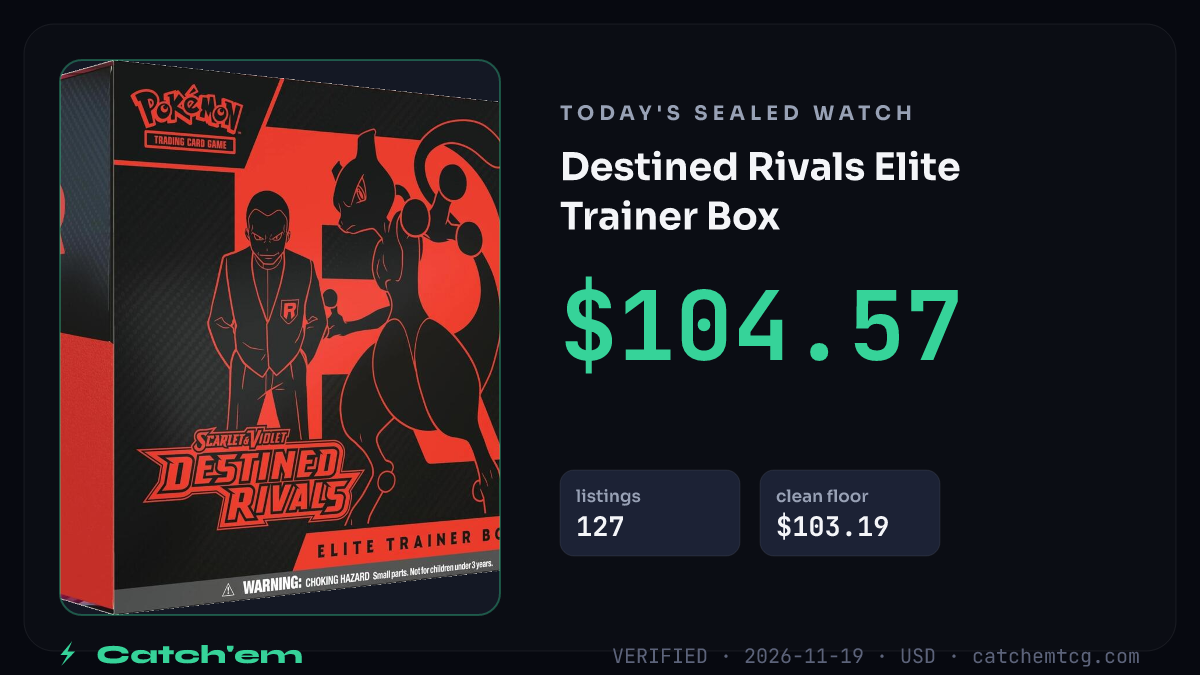 POKéMON
TRADING CARD GAME
R
SCARLET & VIOLET
DESTINED
RIVALS
ELITE TRAINER BO
WARNING: CHOKING HAZARD Small parts. Not for children under 3 years.
TODAY'S SEALED WATCH
Destined Rivals Elite
Trainer Box
$104.57
listings
127
clean floor
$103.19
Catch'em
VERIFIED · 2026-11-19 · USD · catchemtcg.com